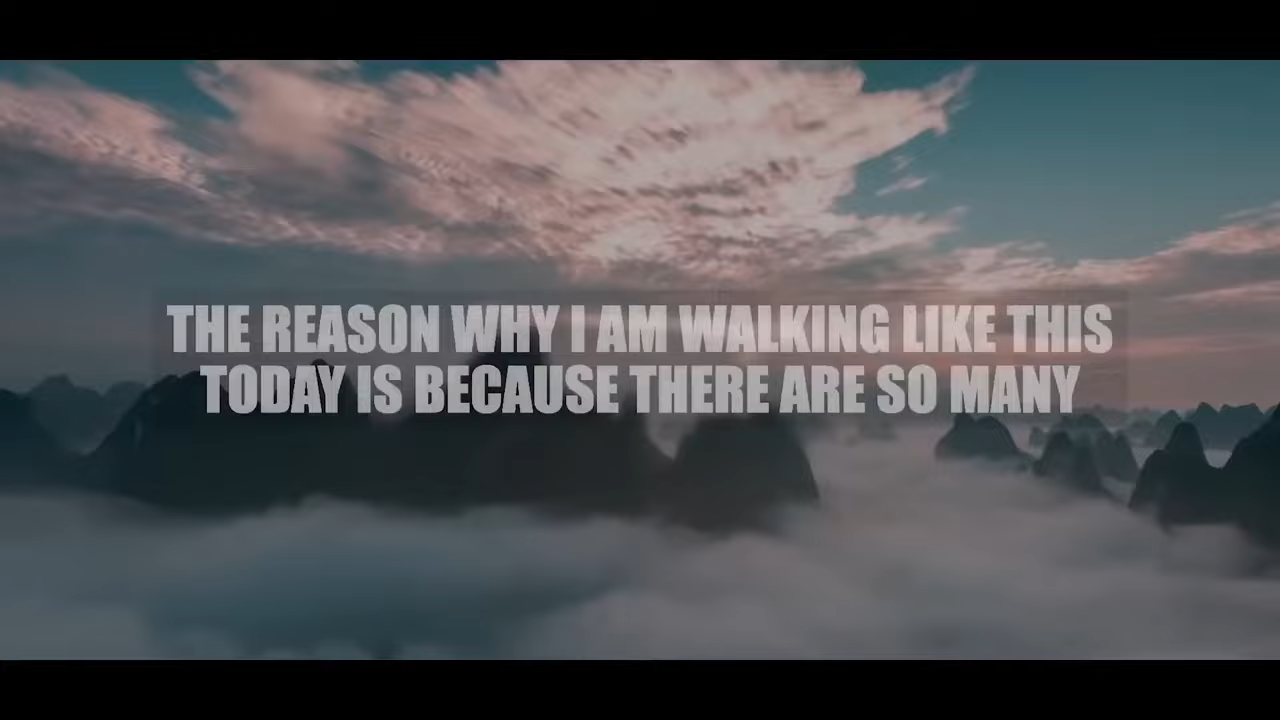 THE REASON WHY I AM WALKING LIKE THIS
TODAY IS BECAUSE THERE ARE SO MANY